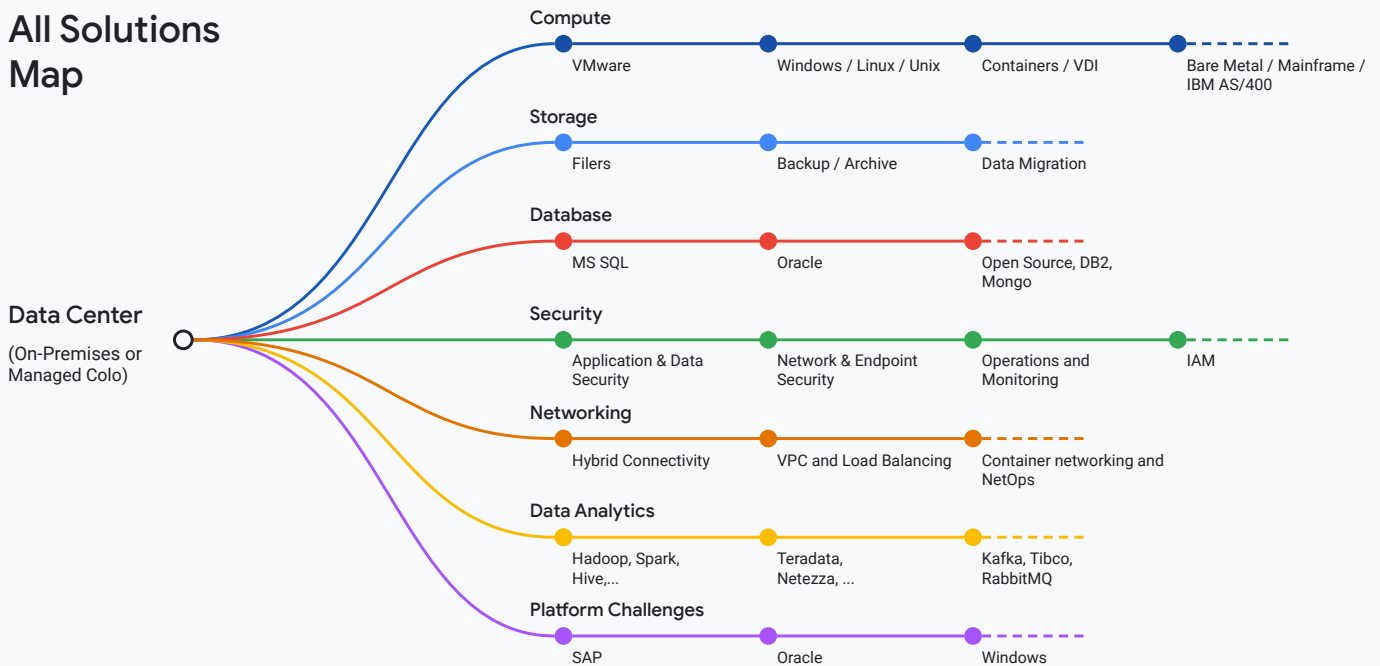 All Solutions
Map
Compute
VMware
Windows / Linux / Unix
Containers / VDI
Bare Metal / Mainframe /
IBM AS/400
Storage
Filers
Backup / Archive
Data Migration
Database
MS SQL
Oracle
Open Source, DB2,
Mongo
Data Center
(On-Premises or
Managed Colo)
Security
Application & Data
Security
Network & Endpoint
Security
Operations and
Monitoring
IAM
Networking
Hybrid Connectivity
VPC and Load Balancing
Container networking and
NetOps
Data Analytics
Hadoop, Spark,
Hive,...
Teradata,
Netezza, ...
Kafka, Tibco,
RabbitMQ
Platform Challenges
SAP
Oracle
Windows